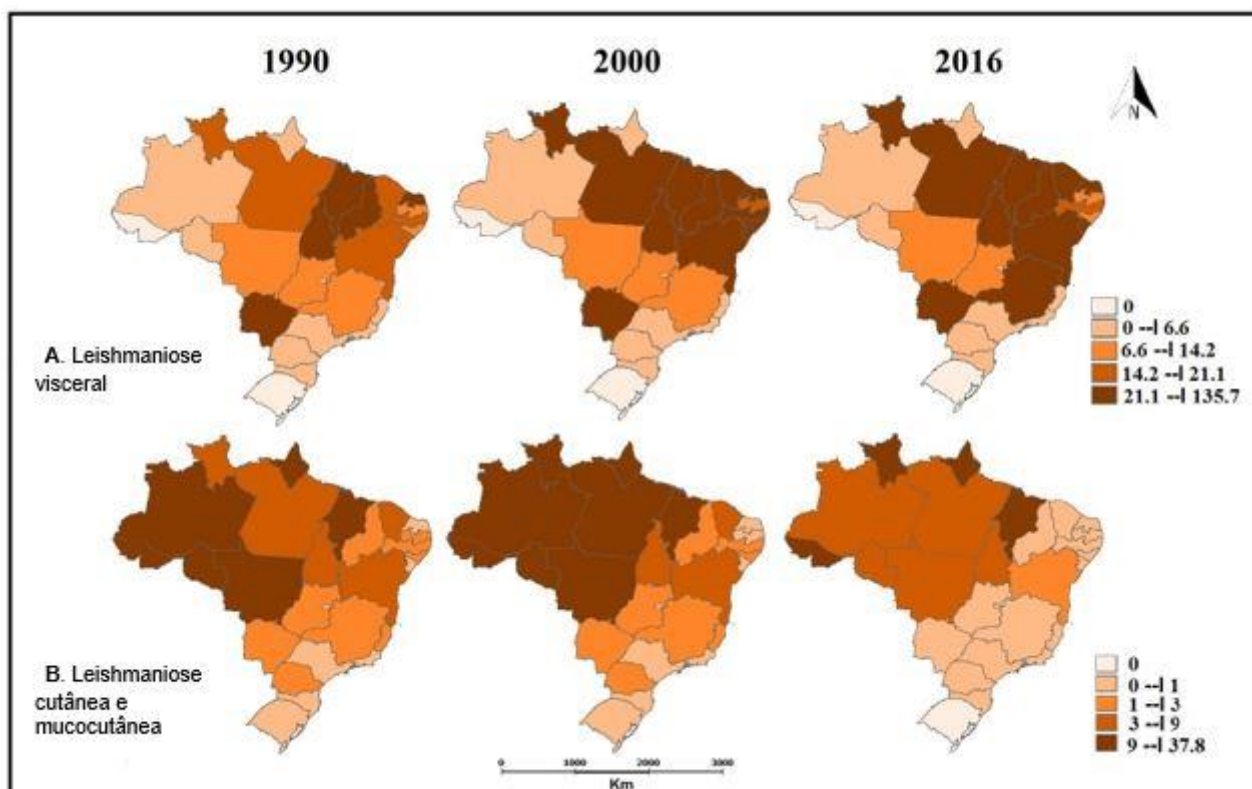 1990 2000 2016
N
A. Leishmaniose
visceral
0
0 --| 6.6
6.6 --| 14.2
14.2 --| 21.1
21.1 --| 135.7
B. Leishmaniose
cutânea e
mucocutânea
0
0 --| 1
1 --| 3
3 --| 9
9 --| 37.8
0 1000 2000 3000
Km